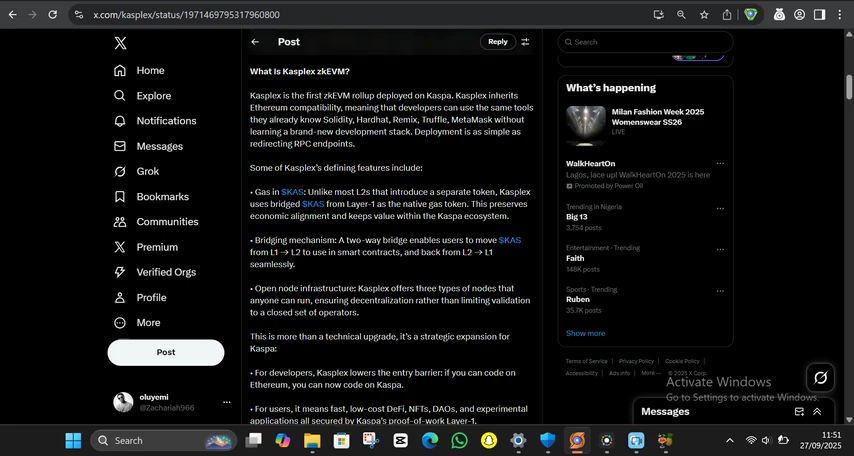 x.com/kasplex/status/1971469795317960800
Home
Explore
Notifications
Messages
Grok
Bookmarks
Communities
Premium
Verified Orgs
Profile
More
Post
oluyemi
@Zachariah966
Post
Reply
What Is Kasplex zkEVM?
Kasplex is the first zkEVM rollup deployed on Kaspa. Kasplex inherits
Ethereum compatibility, meaning that developers can use the same tools
they already know Solidity, Hardhat, Remix, Truffle, MetaMask without
learning a brand-new development stack. Deployment is as simple as
redirecting RPC endpoints.
Some of Kasplex's defining features include:
• Gas in $KAS: Unlike most L2s that introduce a separate token, Kasplex
uses bridged $KAS from Layer-1 as the native gas token. This preserves
economic alignment and keeps value within the Kaspa ecosystem.
• Bridging mechanism: A two-way bridge enables users to move $KAS
from L1 → L2 to use in smart contracts, and back from L2 → L1
seamlessly.
• Open node infrastructure: Kasplex offers three types of nodes that
anyone can run, ensuring decentralization rather than limiting validation
to a closed set of operators.
This is more than a technical upgrade, it's a strategic expansion for
Kaspa:
• For developers, Kasplex lowers the entry barrier: if you can code on
Ethereum, you can now code on Kaspa.
• For users, it means fast, low-cost DeFi, NFTs, DAOs, and experimental
applications all secured by Kaspa's proof-of-work Layer-1.
Search
What's happening
Milan Fashion Week 2025
Womenswear SS26
LIVE
WalkHeartOn
Lagos, lace up! WalkHeartOn 2025 is here
Promoted by Power Oil
Trending in Nigeria
Big 13
3,754 posts
Entertainment · Trending
Faith
148K posts
Sports · Trending
Ruben
35.7K posts
Show more
Terms of Service | Privacy Policy | Cookie Policy |
Accessibility | Ads info | More ··· © 2025 X Corp.
Activate Windows
Go to Settings to activate Windows.
Messages
Search
11:51
27/09/2025